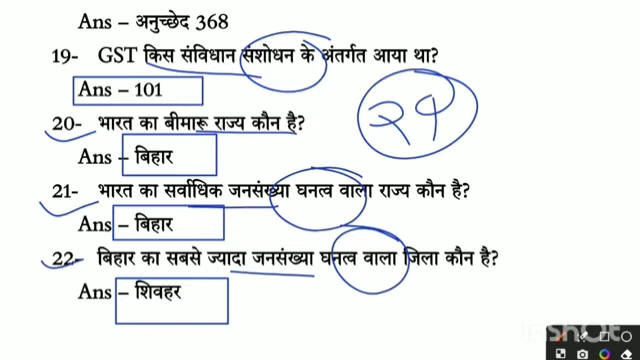 Ans – अनुच्छेद 368
19- GST किस संविधान संशोधन के अंतर्गत आया था?
Ans – 101
20- भारत का बीमारू राज्य कौन है?
Ans – बिहार
21- भारत का सर्वाधिक जनसंख्या घनत्व वाला राज्य कौन है?
Ans – बिहार
22- बिहार का सबसे ज्यादा जनसंख्या घनत्व वाला जिला कौन है?
Ans – शिवहर